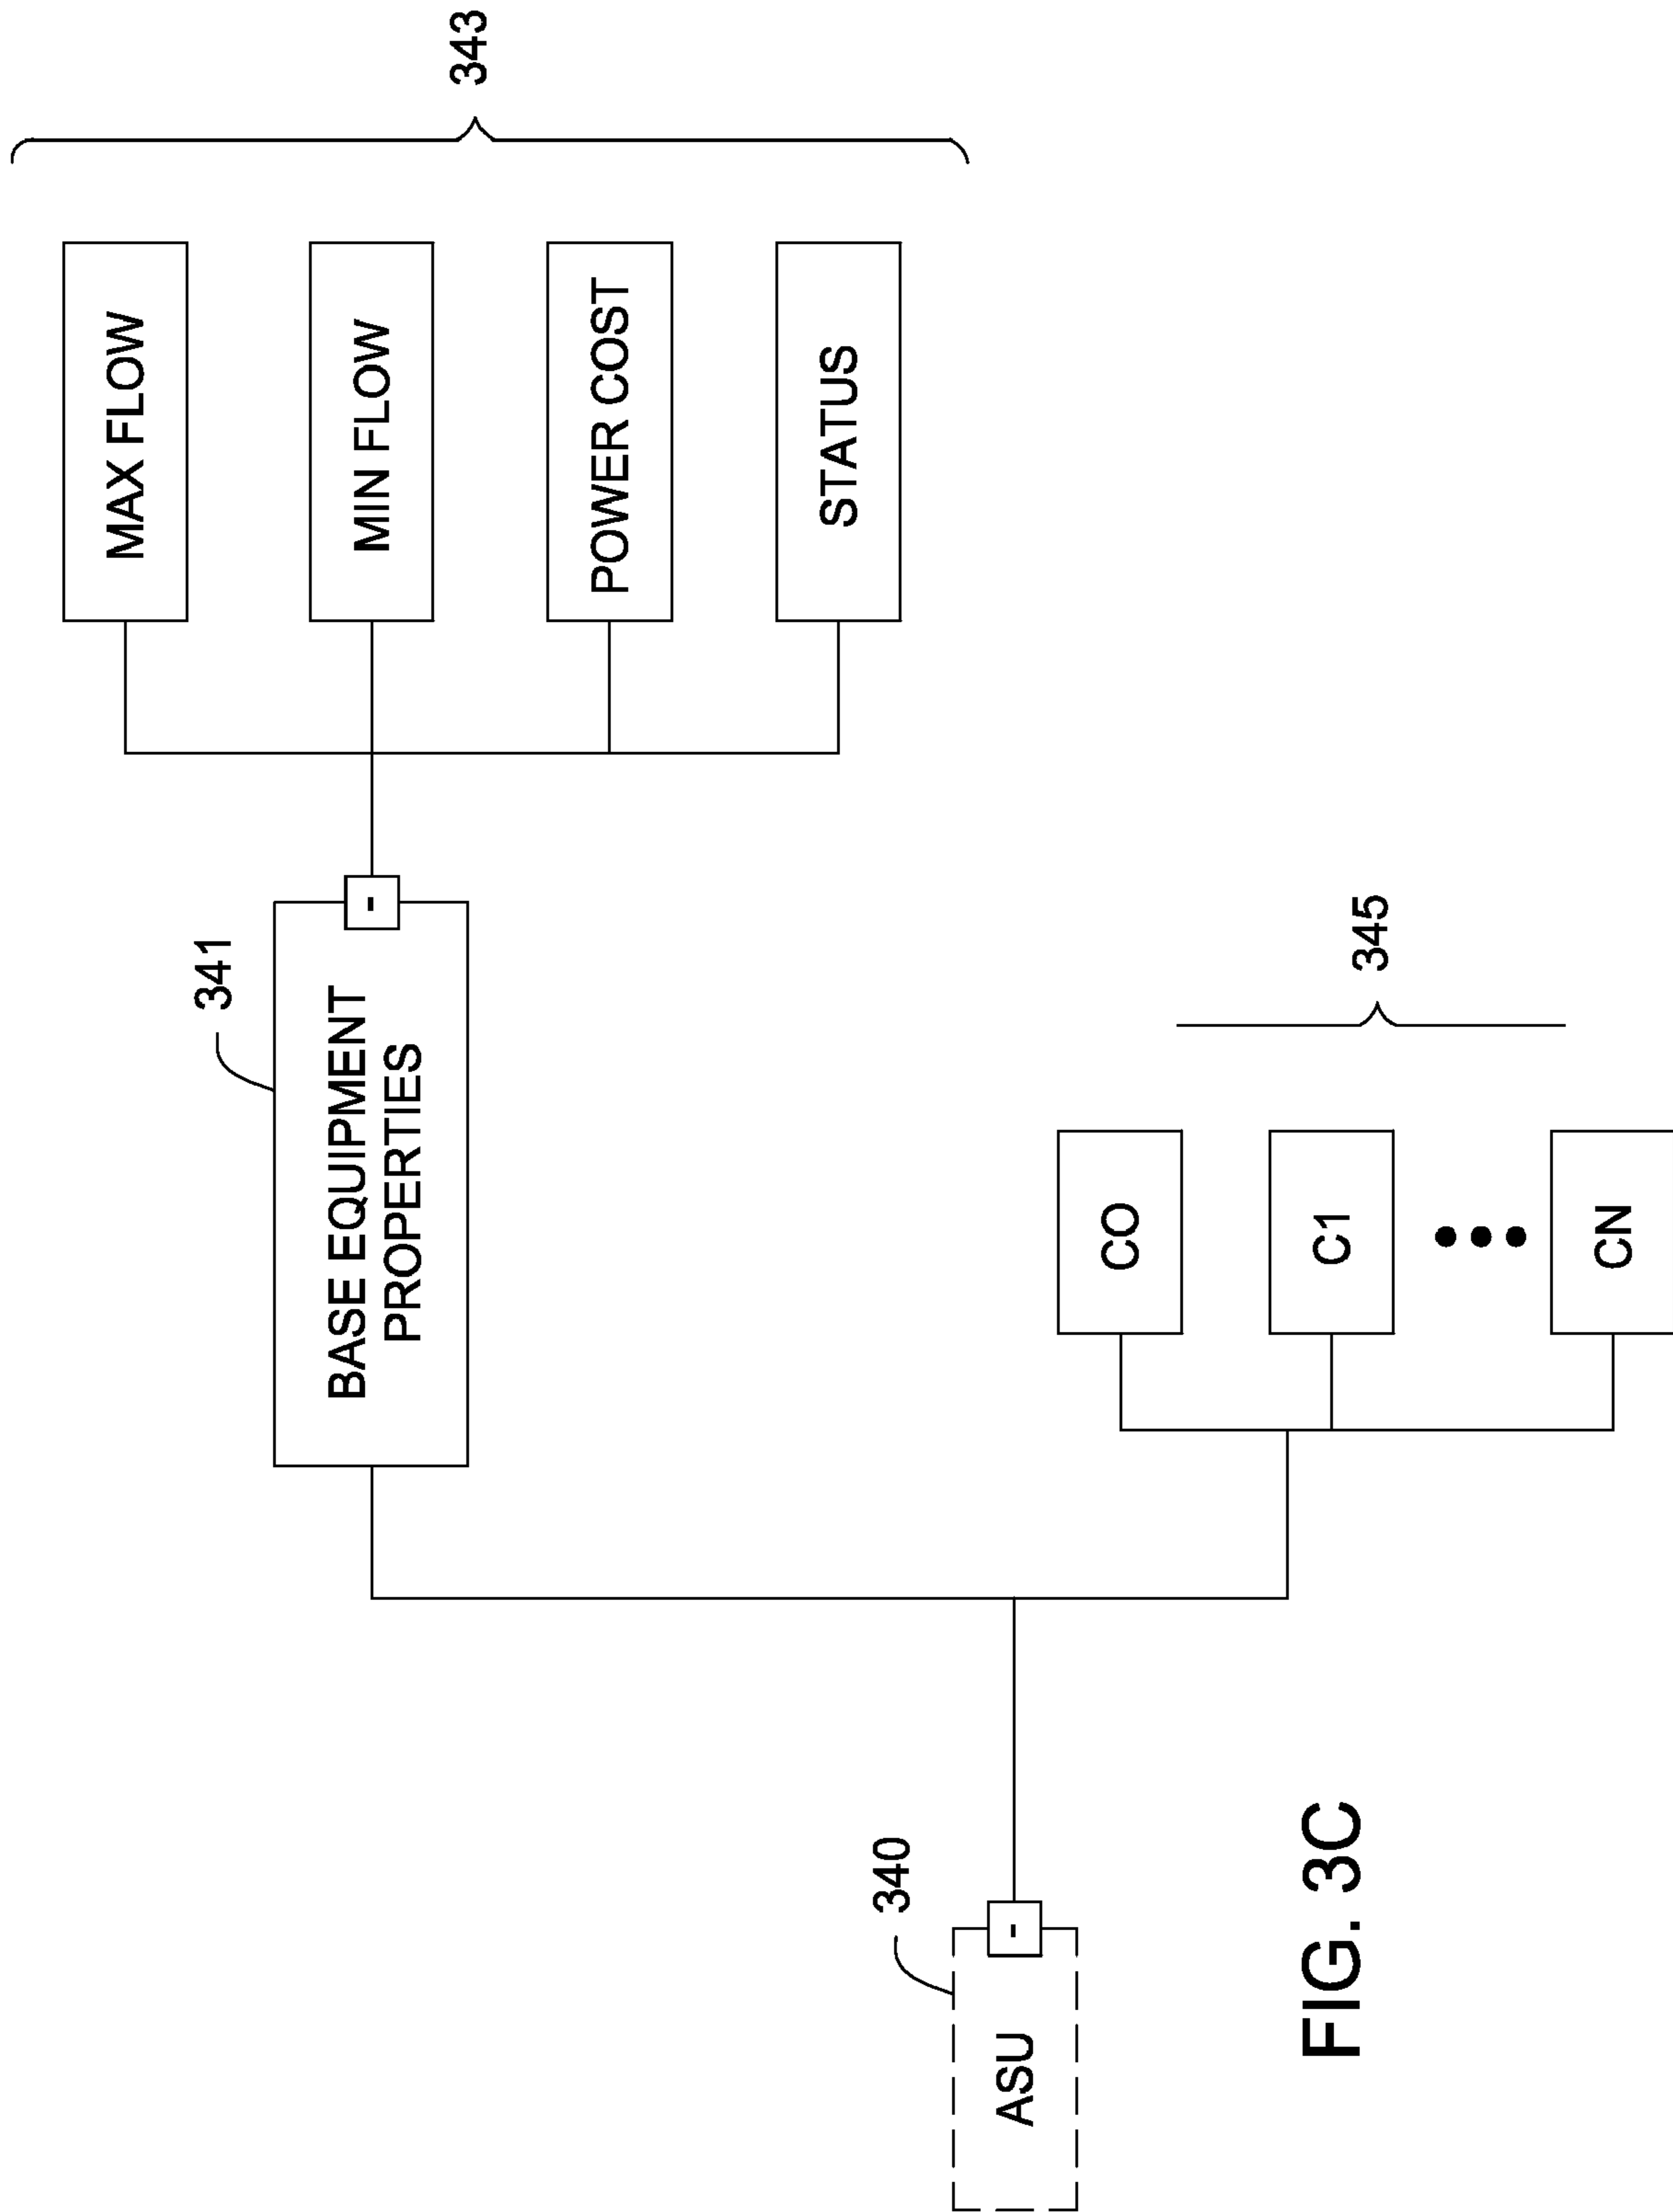 343
MAX FLOW
MIN FLOW
POWER COST
STATUS
341
BASE EQUIPMENT
PROPERTIES
-
345
CO
C1
CN
340
ASU
-
FIG. 3C